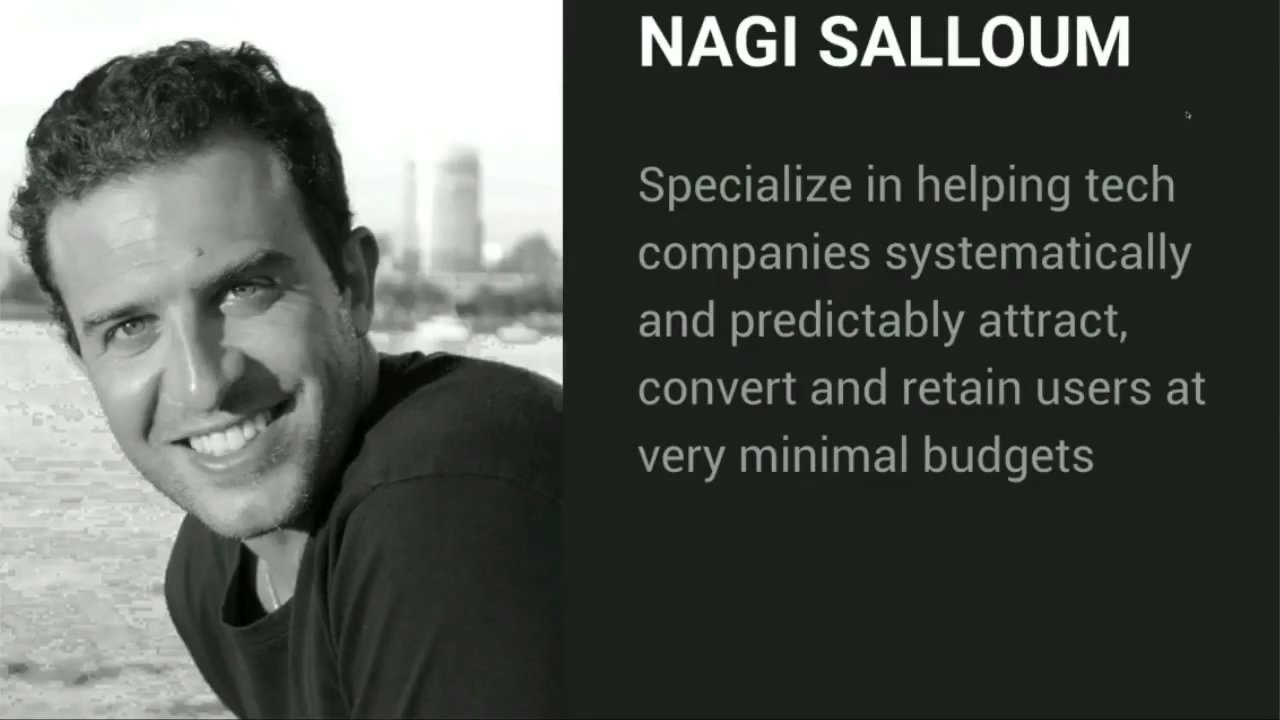 NAGI SALLOUM
Specialize in helping tech
companies systematically
and predictably attract,
convert and retain users at
very minimal budgets